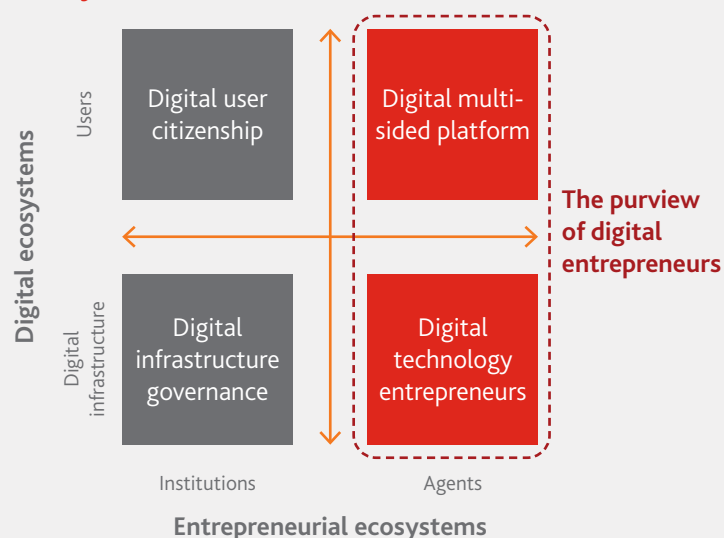 Digital ecosystems
Users
Digital user
citizenship
Digital multi-
sided platform
The purview
of digital
entrepreneurs
Digital
infrastructure
Digital
infrastructure
governance
Digital
technology
entrepreneurs
Institutions
Agents
Entrepreneurial ecosystems